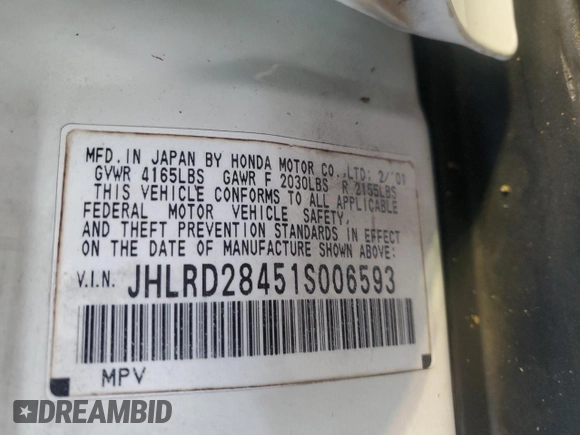 MFD. IN JAPAN BY HONDA MOTOR CO., LTD; 2/'01
GVWR 4165LBS GAWR F 2030LBS R 2155LBS
THIS VEHICLE CONFORMS TO ALL APPLICABLE
FEDERAL MOTOR VEHICLE SAFETY,
AND THEFT PREVENTION STANDARDS IN EFFECT
ON THE DATE OF MANUFACTURE SHOWN ABOVE:
V.I.N. JHLRD28451S006593
MPV
DREAMBID